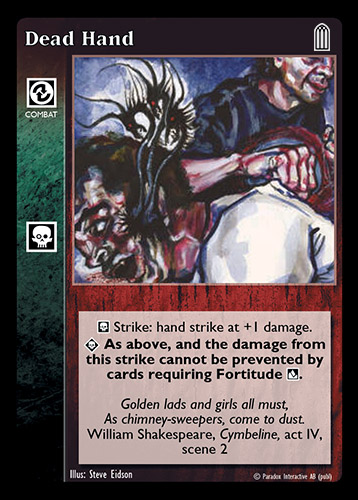 Dead Hand
COMBAT
Strike: hand strike at +1 damage.
As above, and the damage from
this strike cannot be prevented by
cards requiring Fortitude .
Golden lads and girls all must,
As chimney-sweepers, come to dust.
William Shakespeare, Cymbeline, act IV,
scene 2
Illus: Steve Eidson
© Paradox Interactive AB (publ)